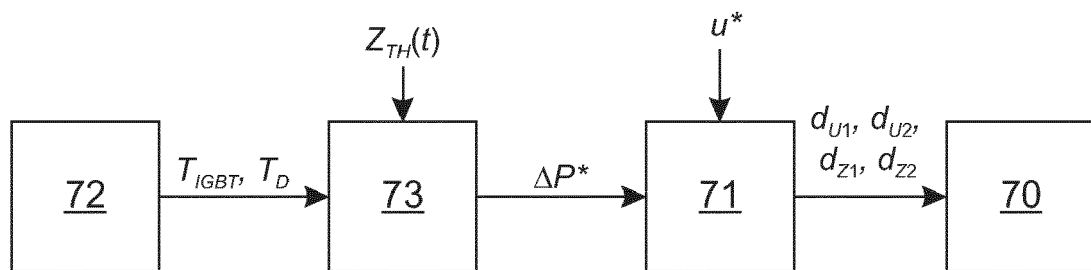 Z_TH(t)
u*
72
T_IGBT, T_D
73
ΔP*
71
d_U1, d_U2,
d_Z1, d_Z2
70